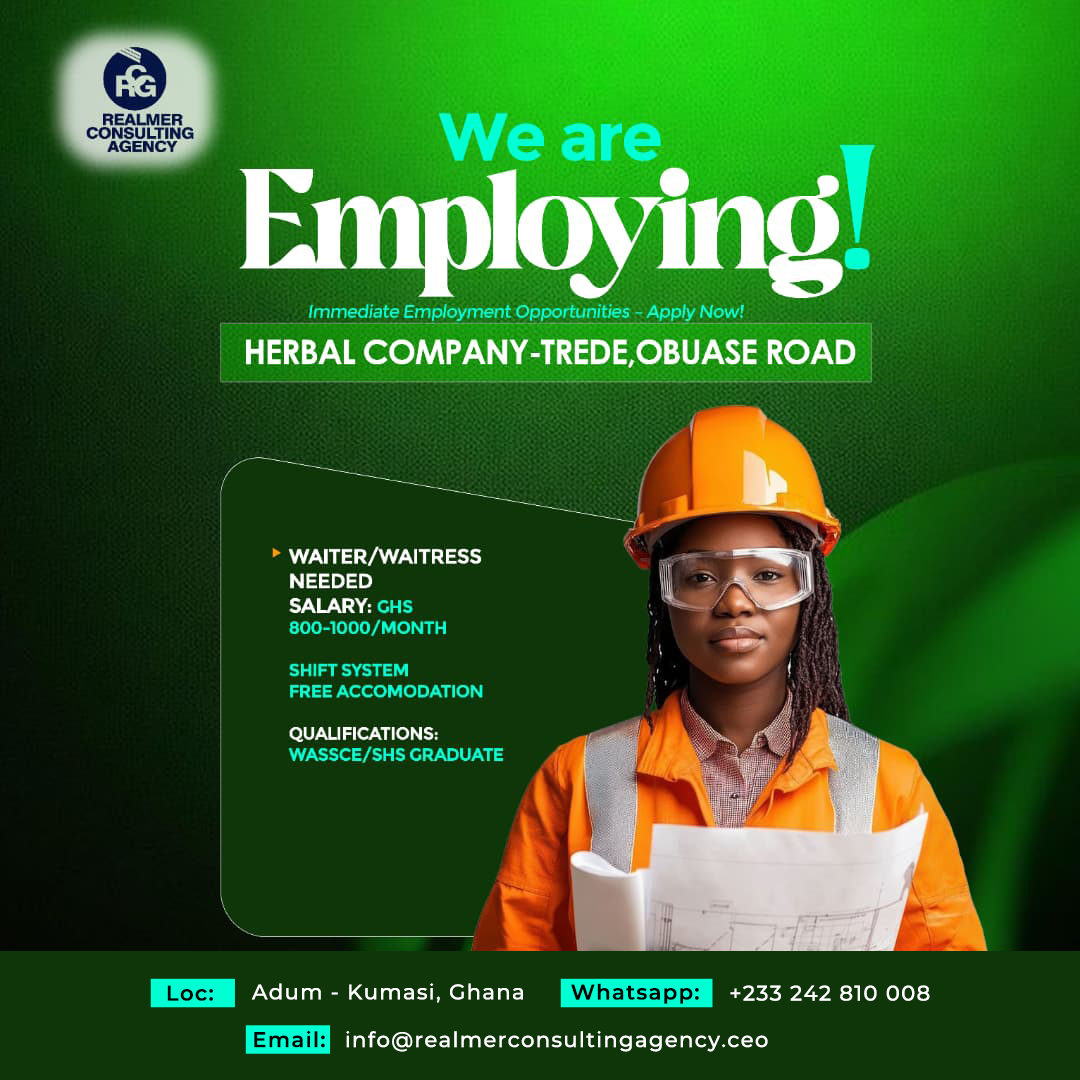 RCG
REALMER
CONSULTING
AGENCY
We are
Employing!
Immediate Employment Opportunities - Apply Now!
HERBAL COMPANY-TREDE,OBUASE ROAD
WAITER/WAITRESS
NEEDED
SALARY: GHS
800-1000/MONTH
SHIFT SYSTEM
FREE ACCOMODATION
QUALIFICATIONS:
WASSCE/SHS GRADUATE
Loc: Adum - Kumasi, Ghana Whatsapp: +233 242 810 008
Email: info@realmerconsultingagency.ceo